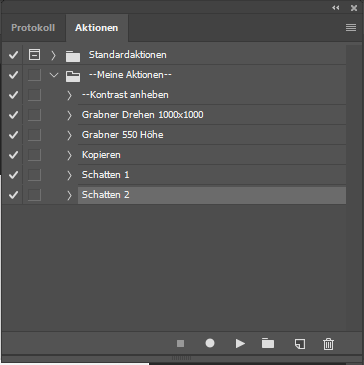 Protokoll Aktionen
Standardaktionen
--Meine Aktionen--
--Kontrast anheben
Grabner Drehen 1000x1000
Grabner 550 Höhe
Kopieren
Schatten 1
Schatten 2